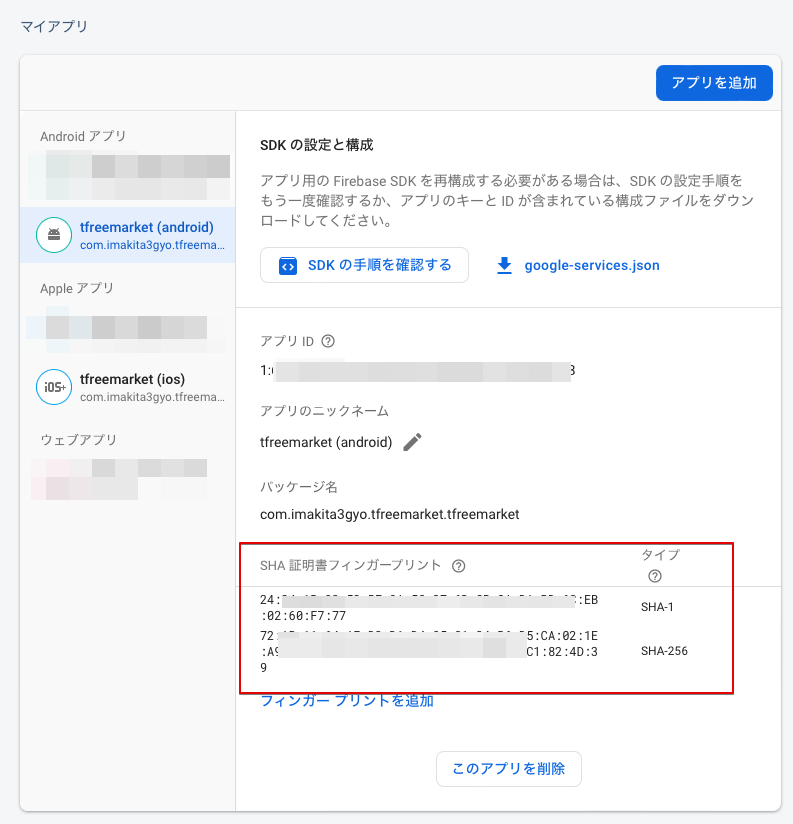 マイアプリ
アプリを追加
Android アプリ
tfreemarket (android)
com.imakita3gyo.tfreema...
Apple アプリ
tfreemarket (ios)
com.imakita3gyo.tfreema...
ウェブアプリ
SDK の設定と構成
アプリ用の Firebase SDK を再構成する必要がある場合は、SDK の設定手順を
もう一度確認するか、アプリのキーと ID が含まれている構成ファイルをダウン
ロードしてください。
SDK の手順を確認する
google-services.json
アプリ ID
1:
アプリのニックネーム
tfreemarket (android)
パッケージ名
com.imakita3gyo.tfreemarket.tfreemarket
SHA 証明書フィンガープリント
タイプ
24: :EB
:02:60:F7:77
SHA-1
72: 5:CA:02:1E
:A9 C1:82:4D:3
9
SHA-256
フィンガー プリントを追加
このアプリを削除